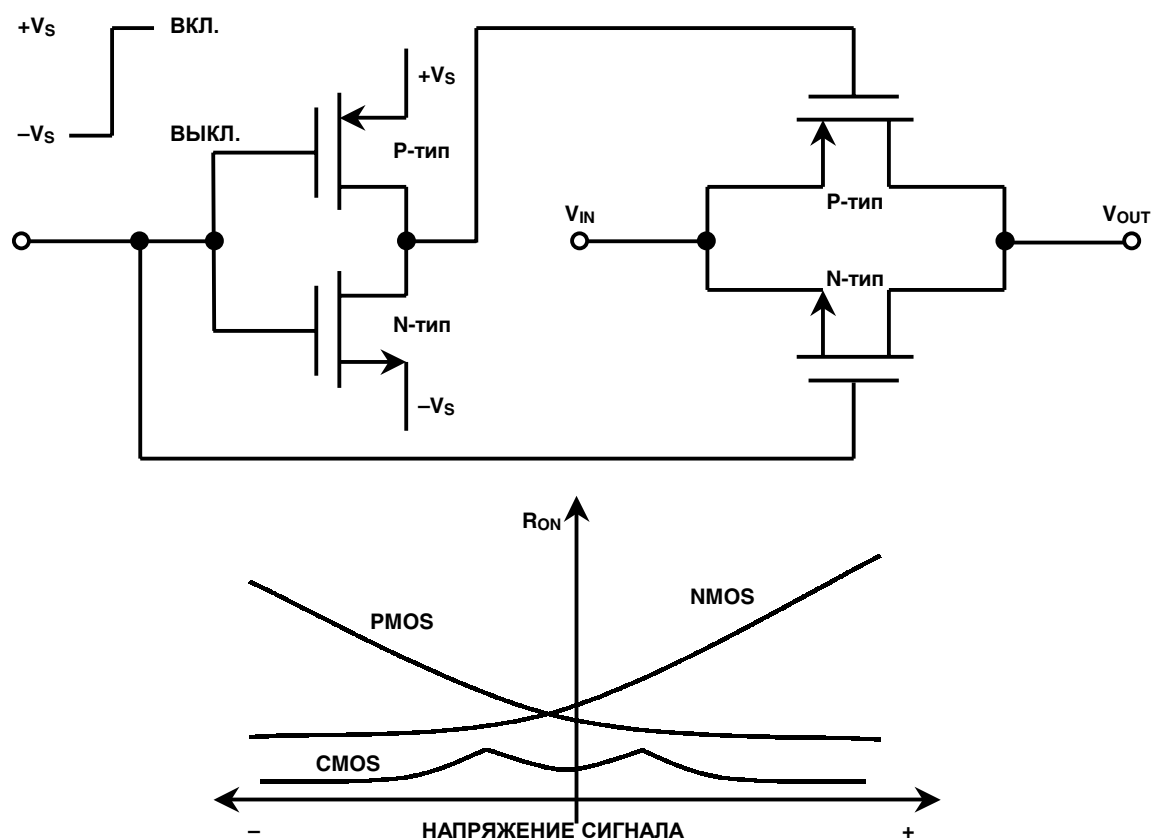 +VS
ВКЛ.
–VS
ВЫКЛ.
+VS
P-тип
N-тип
–VS
VIN
P-тип
N-тип
VOUT
RON
PMOS
NMOS
CMOS
–
НАПРЯЖЕНИЕ СИГНАЛА
+